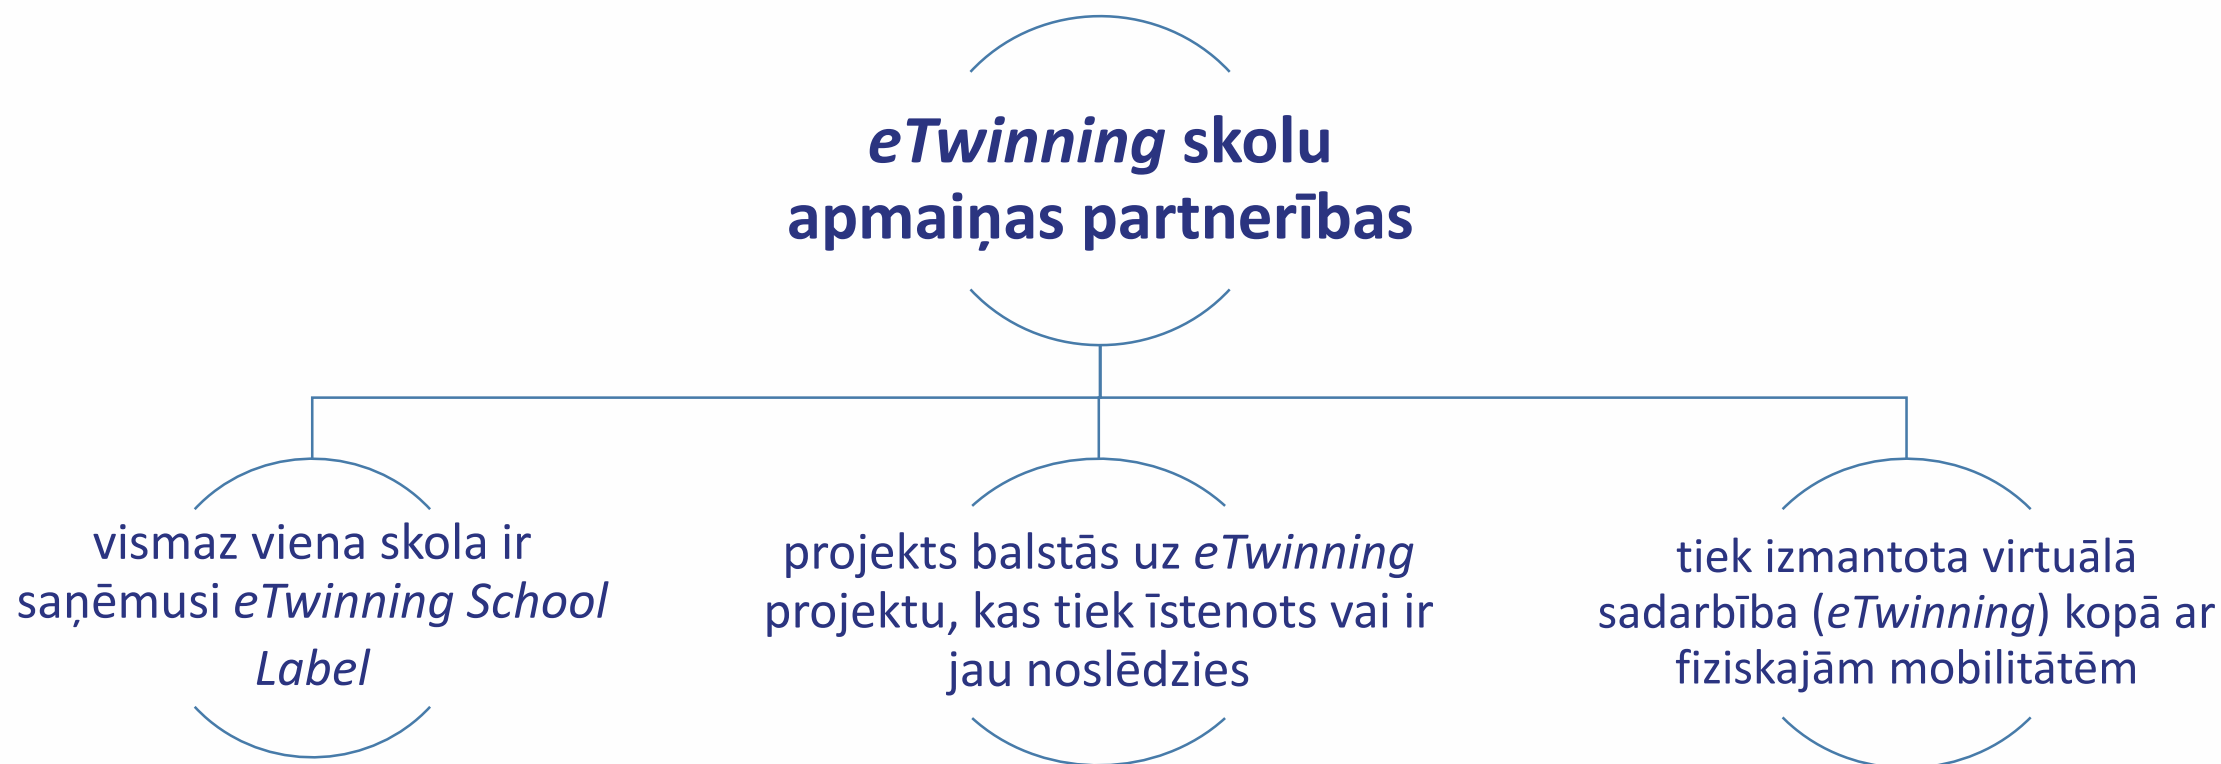 eTwinning skolu
apmaiņas partnerības
vismaz viena skola ir
saņēmusi eTwinning School
Label
projekts balstās uz eTwinning
projektu, kas tiek īstenots vai ir
jau noslēdzies
tiek izmantota virtuālā
sadarbība (eTwinning) kopā ar
fiziskajām mobilitātēm